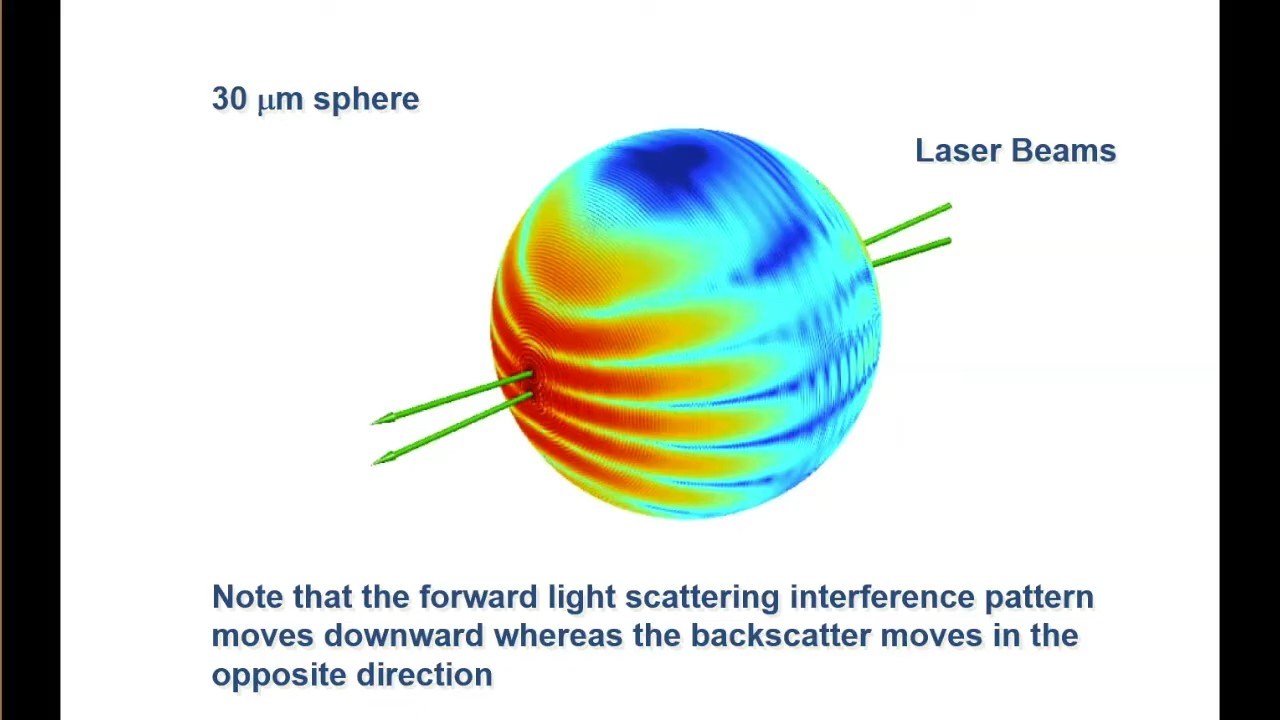 30 μm sphere
Laser Beams
Note that the forward light scattering interference pattern
moves downward whereas the backscatter moves in the
opposite direction